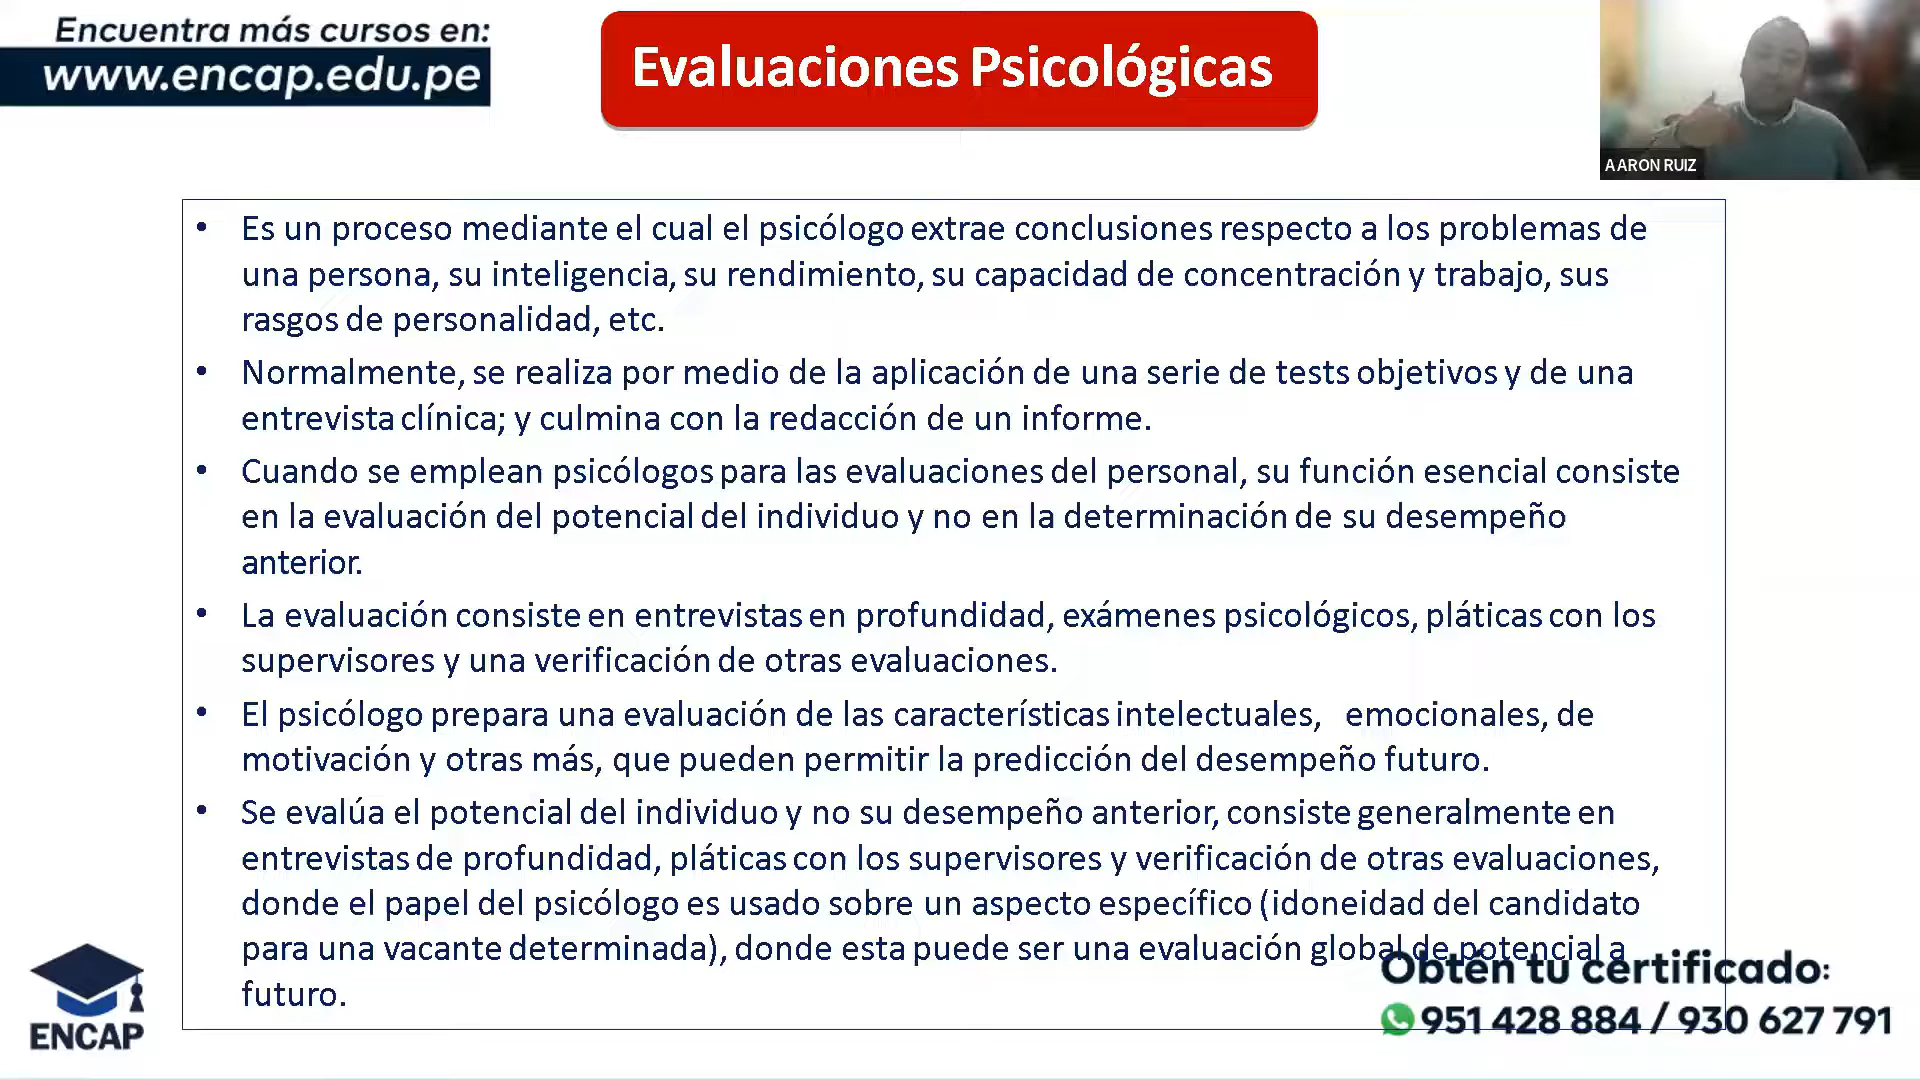 Encuentra más cursos en:
www.encap.edu.pe
Evaluaciones Psicológicas
AARON RUIZ
• Es un proceso mediante el cual el psicólogo extrae conclusiones respecto a los problemas de
una persona, su inteligencia, su rendimiento, su capacidad de concentración y trabajo, sus
rasgos de personalidad, etc.
• Normalmente, se realiza por medio de la aplicación de una serie de tests objetivos y de una
entrevista clínica; y culmina con la redacción de un informe.
• Cuando se emplean psicólogos para las evaluaciones del personal, su función esencial consiste
en la evaluación del potencial del individuo y no en la determinación de su desempeño
anterior.
• La evaluación consiste en entrevistas en profundidad, exámenes psicológicos, pláticas con los
supervisores y una verificación de otras evaluaciones.
• El psicólogo prepara una evaluación de las características intelectuales, emocionales, de
motivación y otras más, que pueden permitir la predicción del desempeño futuro.
• Se evalúa el potencial del individuo y no su desempeño anterior, consiste generalmente en
entrevistas de profundidad, pláticas con los supervisores y verificación de otras evaluaciones,
donde el papel del psicólogo es usado sobre un aspecto específico (idoneidad del candidato
para una vacante determinada), donde esta puede ser una evaluación global de potencial a
futuro.
ENCAP
Obtén tu certificado:
951 428 884 / 930 627 791